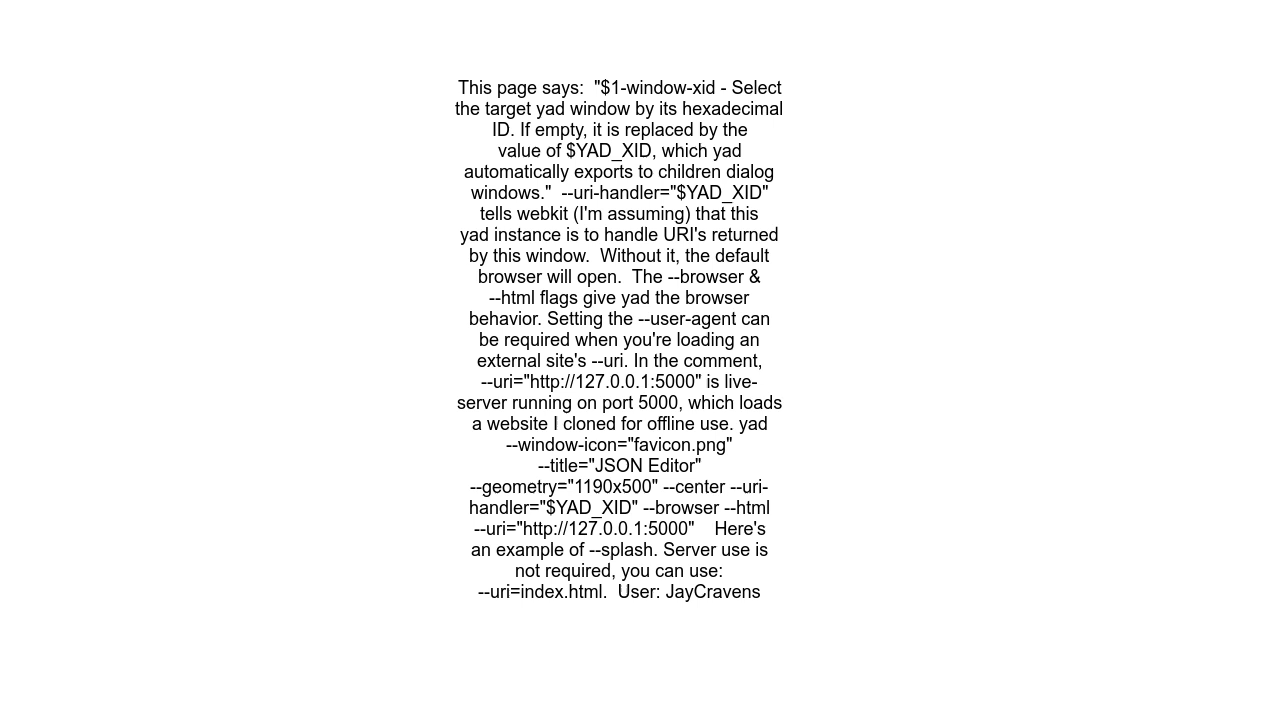 This page says:  "$1-window-xid - Select
the target yad window by its hexadecimal
ID. If empty, it is replaced by the
value of $YAD_XID, which yad
automatically exports to children dialog
windows."  --uri-handler="$YAD_XID"
tells webkit (I'm assuming) that this
yad instance is to handle URI's returned
by this window.  Without it, the default
browser will open.  The --browser &
--html flags give yad the browser
behavior. Setting the --user-agent can
be required when you're loading an
external site's --uri. In the comment,
--uri="http://127.0.0.1:5000" is live-
server running on port 5000, which loads
a website I cloned for offline use. yad
--window-icon="favicon.png"
--title="JSON Editor"
--geometry="1190x500" --center --uri-
handler="$YAD_XID" --browser --html
--uri="http://127.0.0.1:5000"    Here's
an example of --splash. Server use is
not required, you can use:
--uri=index.html.  User: JayCravens